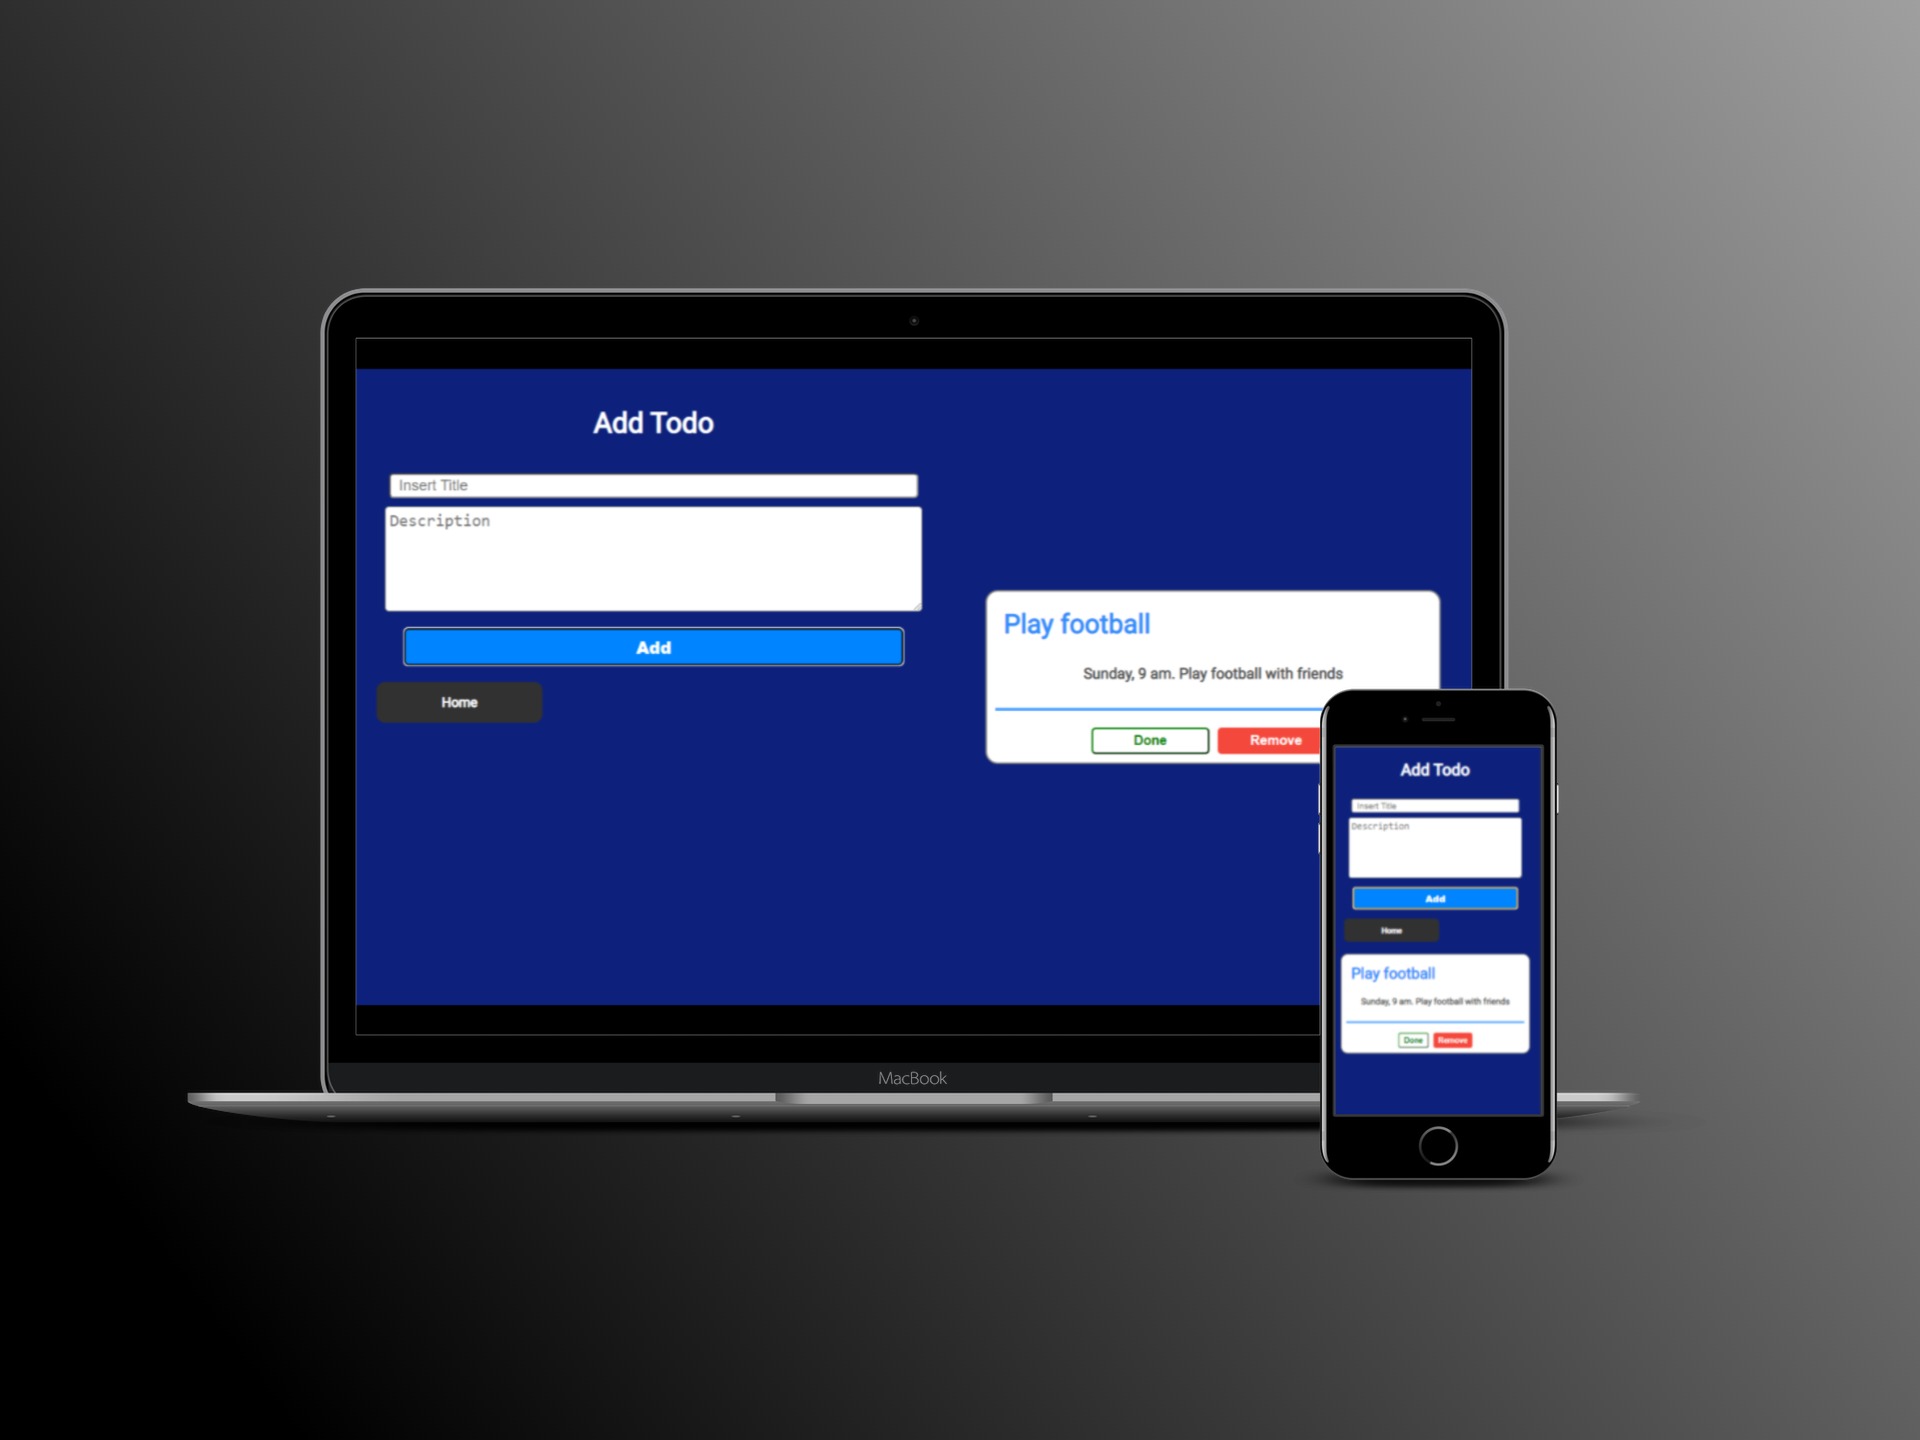 Add Todo
Insert Title
Description
Add
Home
Play football
Sunday, 9 am. Play football with friends
Done Remove
MacBook
Add Todo
Insert Title
Description
Add
Home
Play football
Sunday, 9 am. Play football with friends
Done Remove